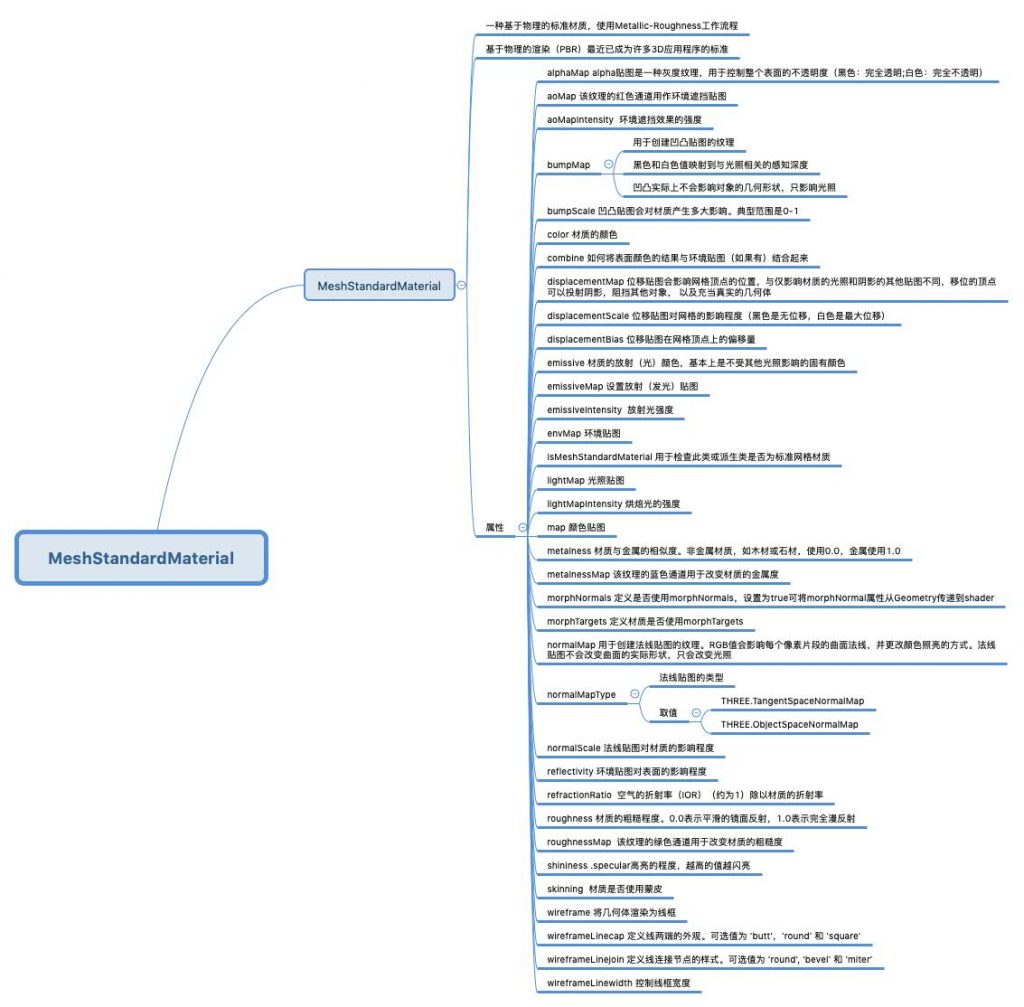 一种基于物理的标准材质，使用Metallic-Roughness工作流程
基于物理的渲染（PBR）最近已成为许多3D应用程序的标准
alphaMap alpha贴图是一种灰度纹理，用于控制整个表面的不透明度（黑色：完全透明;白色：完全不透明）
aoMap 该纹理的红色通道用作环境遮挡贴图
aoMapIntensity 环境遮挡效果的强度
用于创建凹凸贴图的纹理
bumpMap
黑色和白色值映射到与光照相关的感知深度
凹凸实际上不会影响对象的几何形状，只影响光照
bumpScale 凹凸贴图会对材质产生多大影响。典型范围是0-1
color 材质的颜色
combine 如何将表面颜色的结果与环境贴图（如果有）结合起来
MeshStandardMaterial
displacementMap 位移贴图会影响网格顶点的位置，与仅影响材质的光照和阴影的其他贴图不同，移位的顶点
可以投射阴影，阻挡其他对象， 以及充当真实的几何体
displacementScale 位移贴图对网格的影响程度（黑色是无位移，白色是最大位移）
displacementBias 位移贴图在网格顶点上的偏移量
emissive 材质的放射（光）颜色，基本上是不受其他光照影响的固有颜色
emissiveMap 设置放射（发光）贴图
emissiveIntensity 放射光强度
envMap 环境贴图
isMeshStandardMaterial 用于检查此类或派生类是否为标准网格材质
lightMap 光照贴图
lightMapIntensity 烘焙光的强度
属性
map 颜色贴图
metalness 材质与金属的相似度。非金属材质，如木材或石材，使用0.0，金属使用1.0
MeshStandardMaterial
metalnessMap 该纹理的蓝色通道用于改变材质的金属度
morphNormals 定义是否使用morphNormals，设置为true可将morphNormal属性从Geometry传递到shader
morphTargets 定义材质是否使用morphTargets
normalMap 用于创建法线贴图的纹理。RGB值会影响每个像素片段的曲面法线，并更改颜色照亮的方式。法线
贴图不会改变曲面的实际形状，只会改变光照
法线贴图的类型
normalMapType
THREE.TangentSpaceNormalMap
取值
THREE.ObjectSpaceNormalMap
normalScale 法线贴图对材质的影响程度
reflectivity 环境贴图对表面的影响程度
refractionRatio 空气的折射率（IOR）（约为1）除以材质的折射率
roughness 材质的粗糙程度。0.0表示平滑的镜面反射，1.0表示完全漫反射
roughnessMap 该纹理的绿色通道用于改变材质的粗糙度
shininess .specular高亮的程度，越高的值越闪亮
skinning 材质是否使用蒙皮
wireframe 将几何体渲染为线框
wireframeLinecap 定义线两端的外观。可选值为 'butt'，'round' 和 'square'
wireframeLinejoin 定义线连接节点的样式。可选值为 'round', 'bevel' 和 'miter'
wireframeLinewidth 控制线框宽度